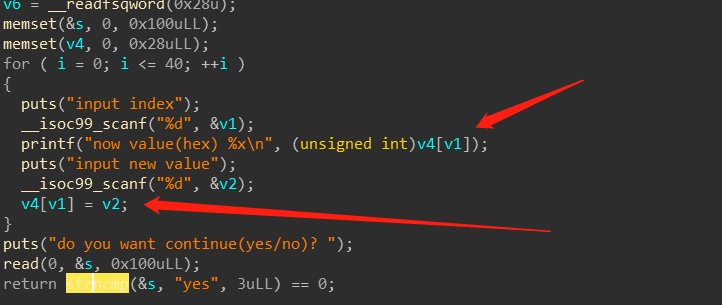 v6 = __readfsqword(0x28u);
memset(&s, 0, 0x100uLL);
memset(v4, 0, 0x28uLL);
for ( i = 0; i <= 40; ++i )
{
puts("input index");
__isoc99_scanf("%d", &v1);
printf("now value(hex) %x\n", (unsigned int)v4[v1]);
puts("input new value");
__isoc99_scanf("%d", &v2);
v4[v1] = v2;
}
puts("do you want continue(yes/no)? ");
read(0, &s, 0x100uLL);
return strncmp(&s, "yes", 3uLL) == 0;